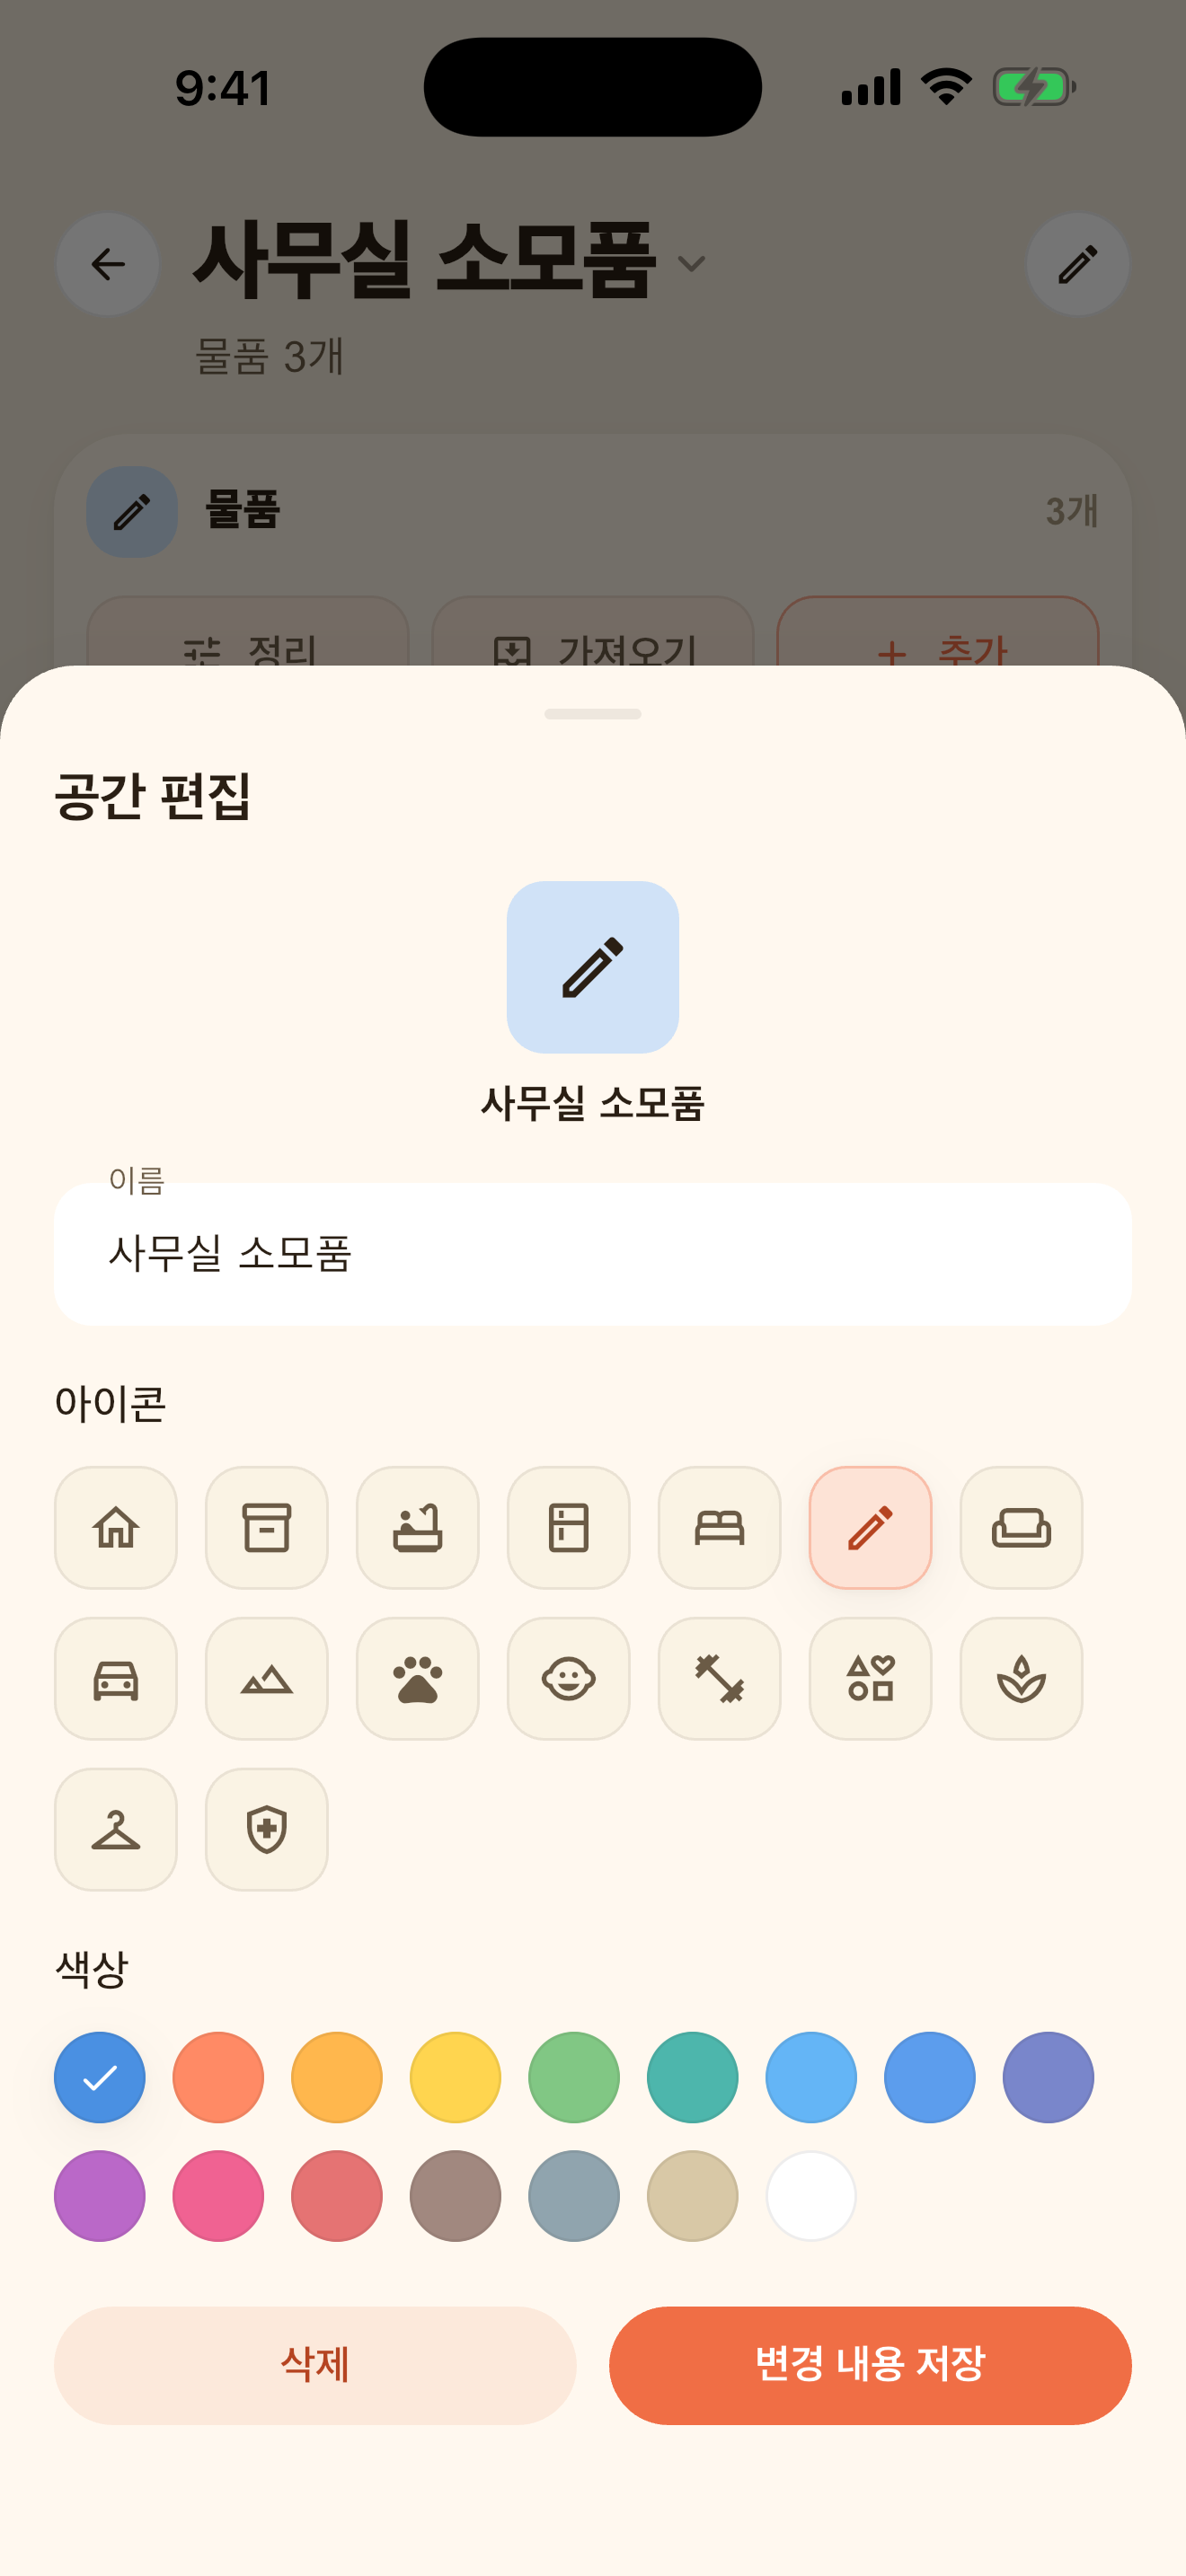 9:41
사무실 소모품
물품 3개
물품
3개
정리
가져오기
추가
공간 편집
사무실 소모품
이름
사무실 소모품
아이콘
색상
삭제
변경 내용 저장